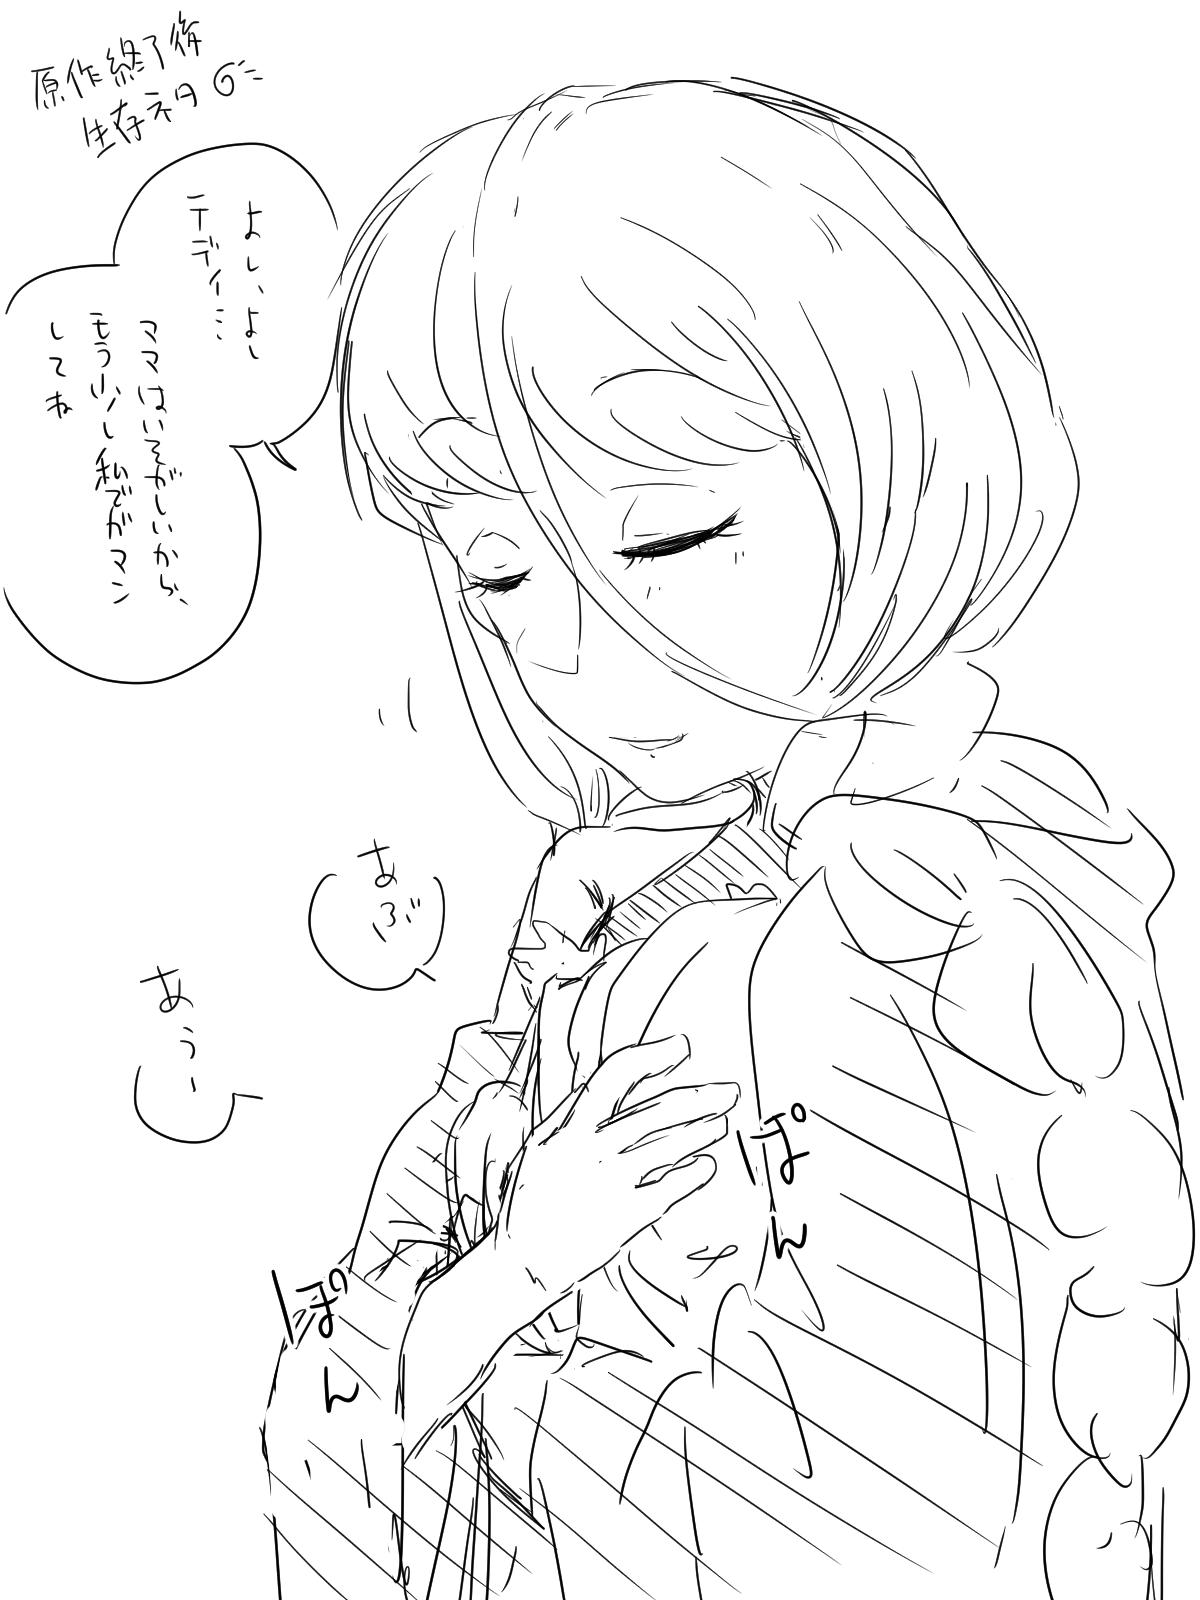 原作終了後
生存ネタ
よし、よし
テディ…
ママはいそがしいから、
もう少し私でガマン
してね
あぶ
あぅー
ぽん
ぽん